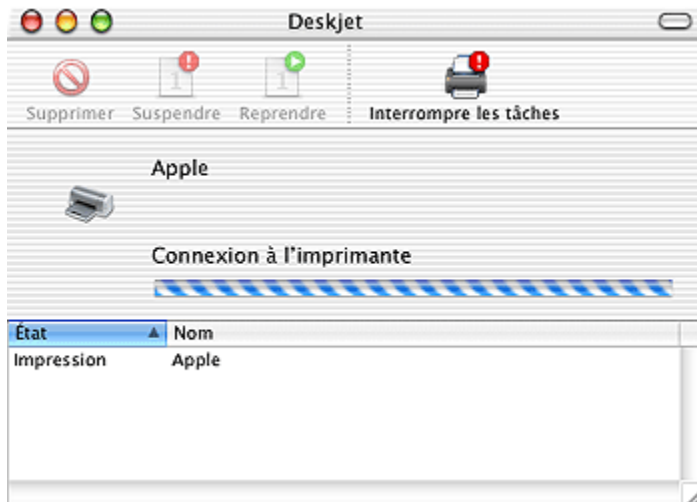 Deskjet
Supprimer Suspendre Reprendre Interrompre les tâches
Apple
Connexion à l'imprimante
État Nom
Impression Apple